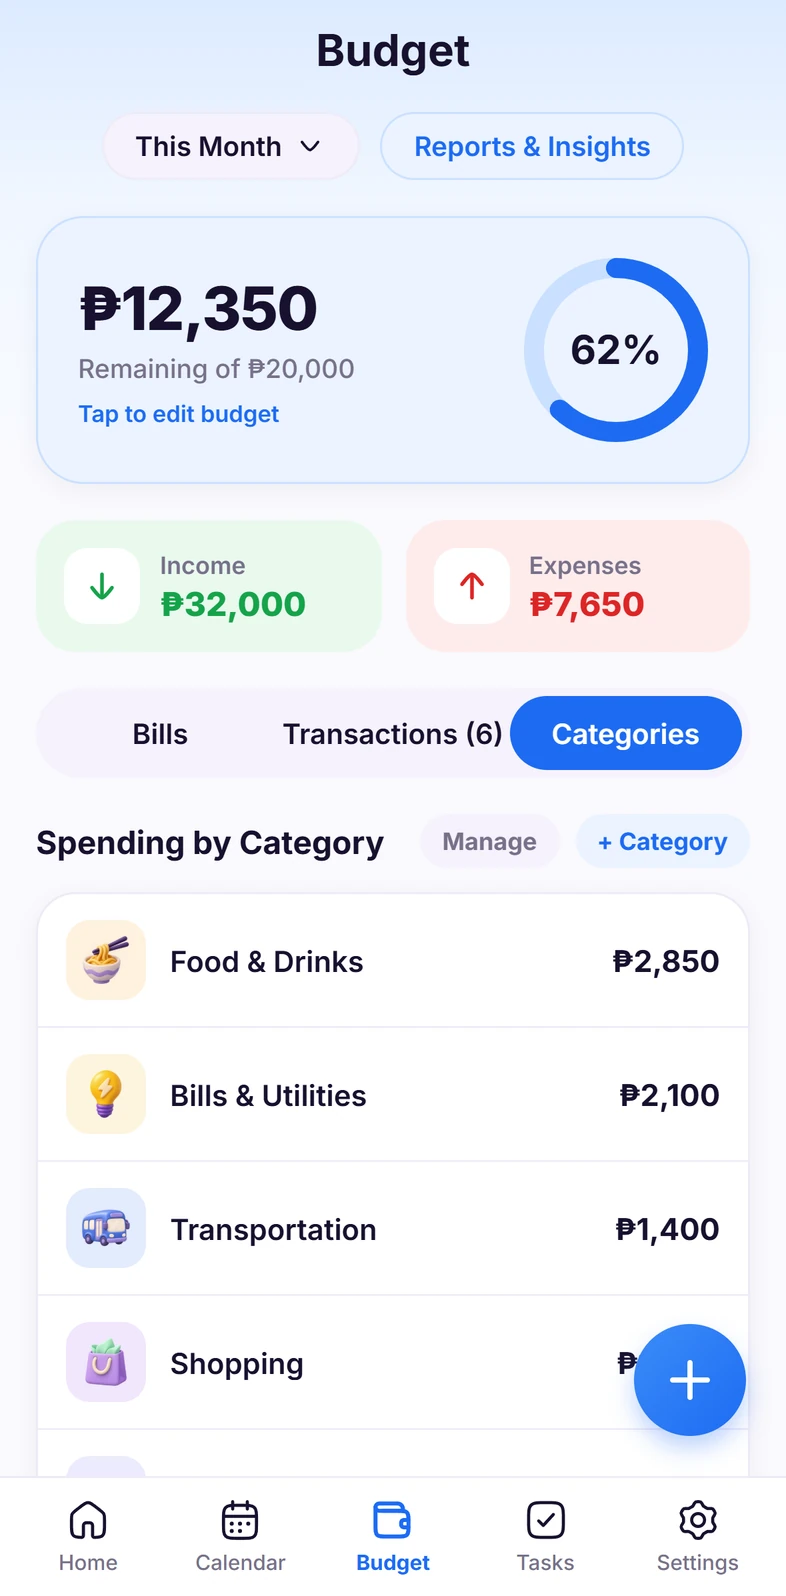 Budget
This Month
Reports & Insights
₱12,350
Remaining of ₱20,000
Tap to edit budget
62%
Income
₱32,000
Expenses
₱7,650
Bills
Transactions (6)
Categories
Spending by Category
Manage
+ Category
Food & Drinks
₱2,850
Bills & Utilities
₱2,100
Transportation
₱1,400
Shopping
₱
Home
Calendar
Budget
Tasks
Settings